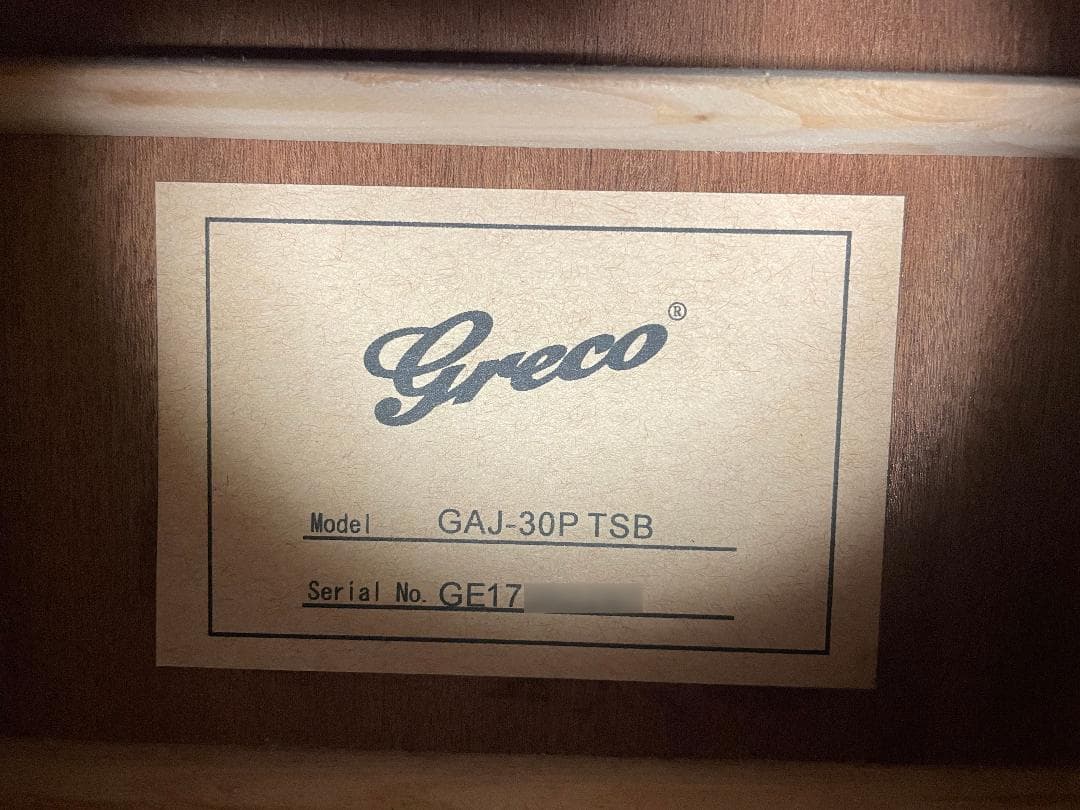 Greco®
Model GAJ-30P TSB
Serial No. GE17